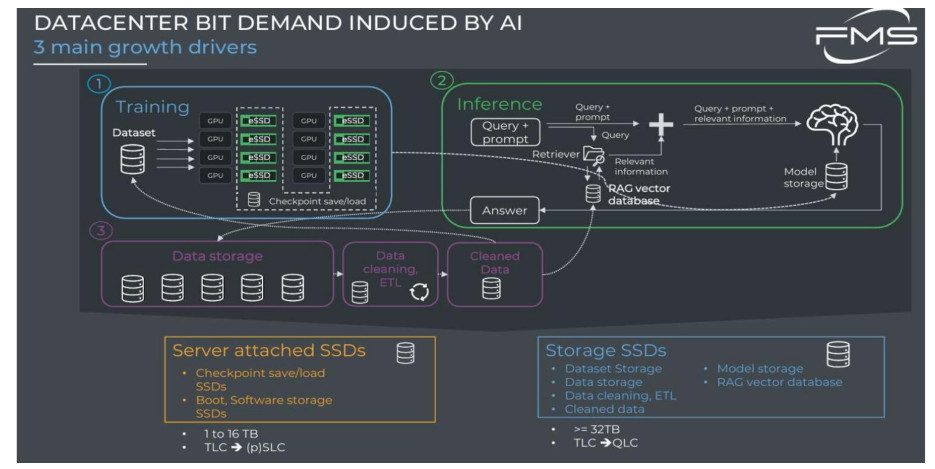 DATACENTER BIT DEMAND INDUCED BY AI
3 main growth drivers
FMS
1
Training
Dataset
GPU eSSD GPU eSSD
GPU eSSD GPU eSSD
GPU eSSD GPU eSSD
GPU eSSD GPU eSSD
Checkpoint save/load
2
Inference
Query +
prompt
Query +
prompt
Query
Retriever
Relevant
information
RAG vector
database
Query + prompt +
relevant information
Model
storage
Answer
3
Data storage
Data
cleaning,
ETL
Cleaned
Data
Server attached SSDs
• Checkpoint save/load
SSDs
• Boot, Software storage
SSDs
• 1 to 16 TB
• TLC ➔ (p)SLC
Storage SSDs
• Dataset Storage
• Data storage
• Data cleaning, ETL
• Cleaned data
• Model storage
• RAG vector database
• >= 32TB
• TLC ➔QLC